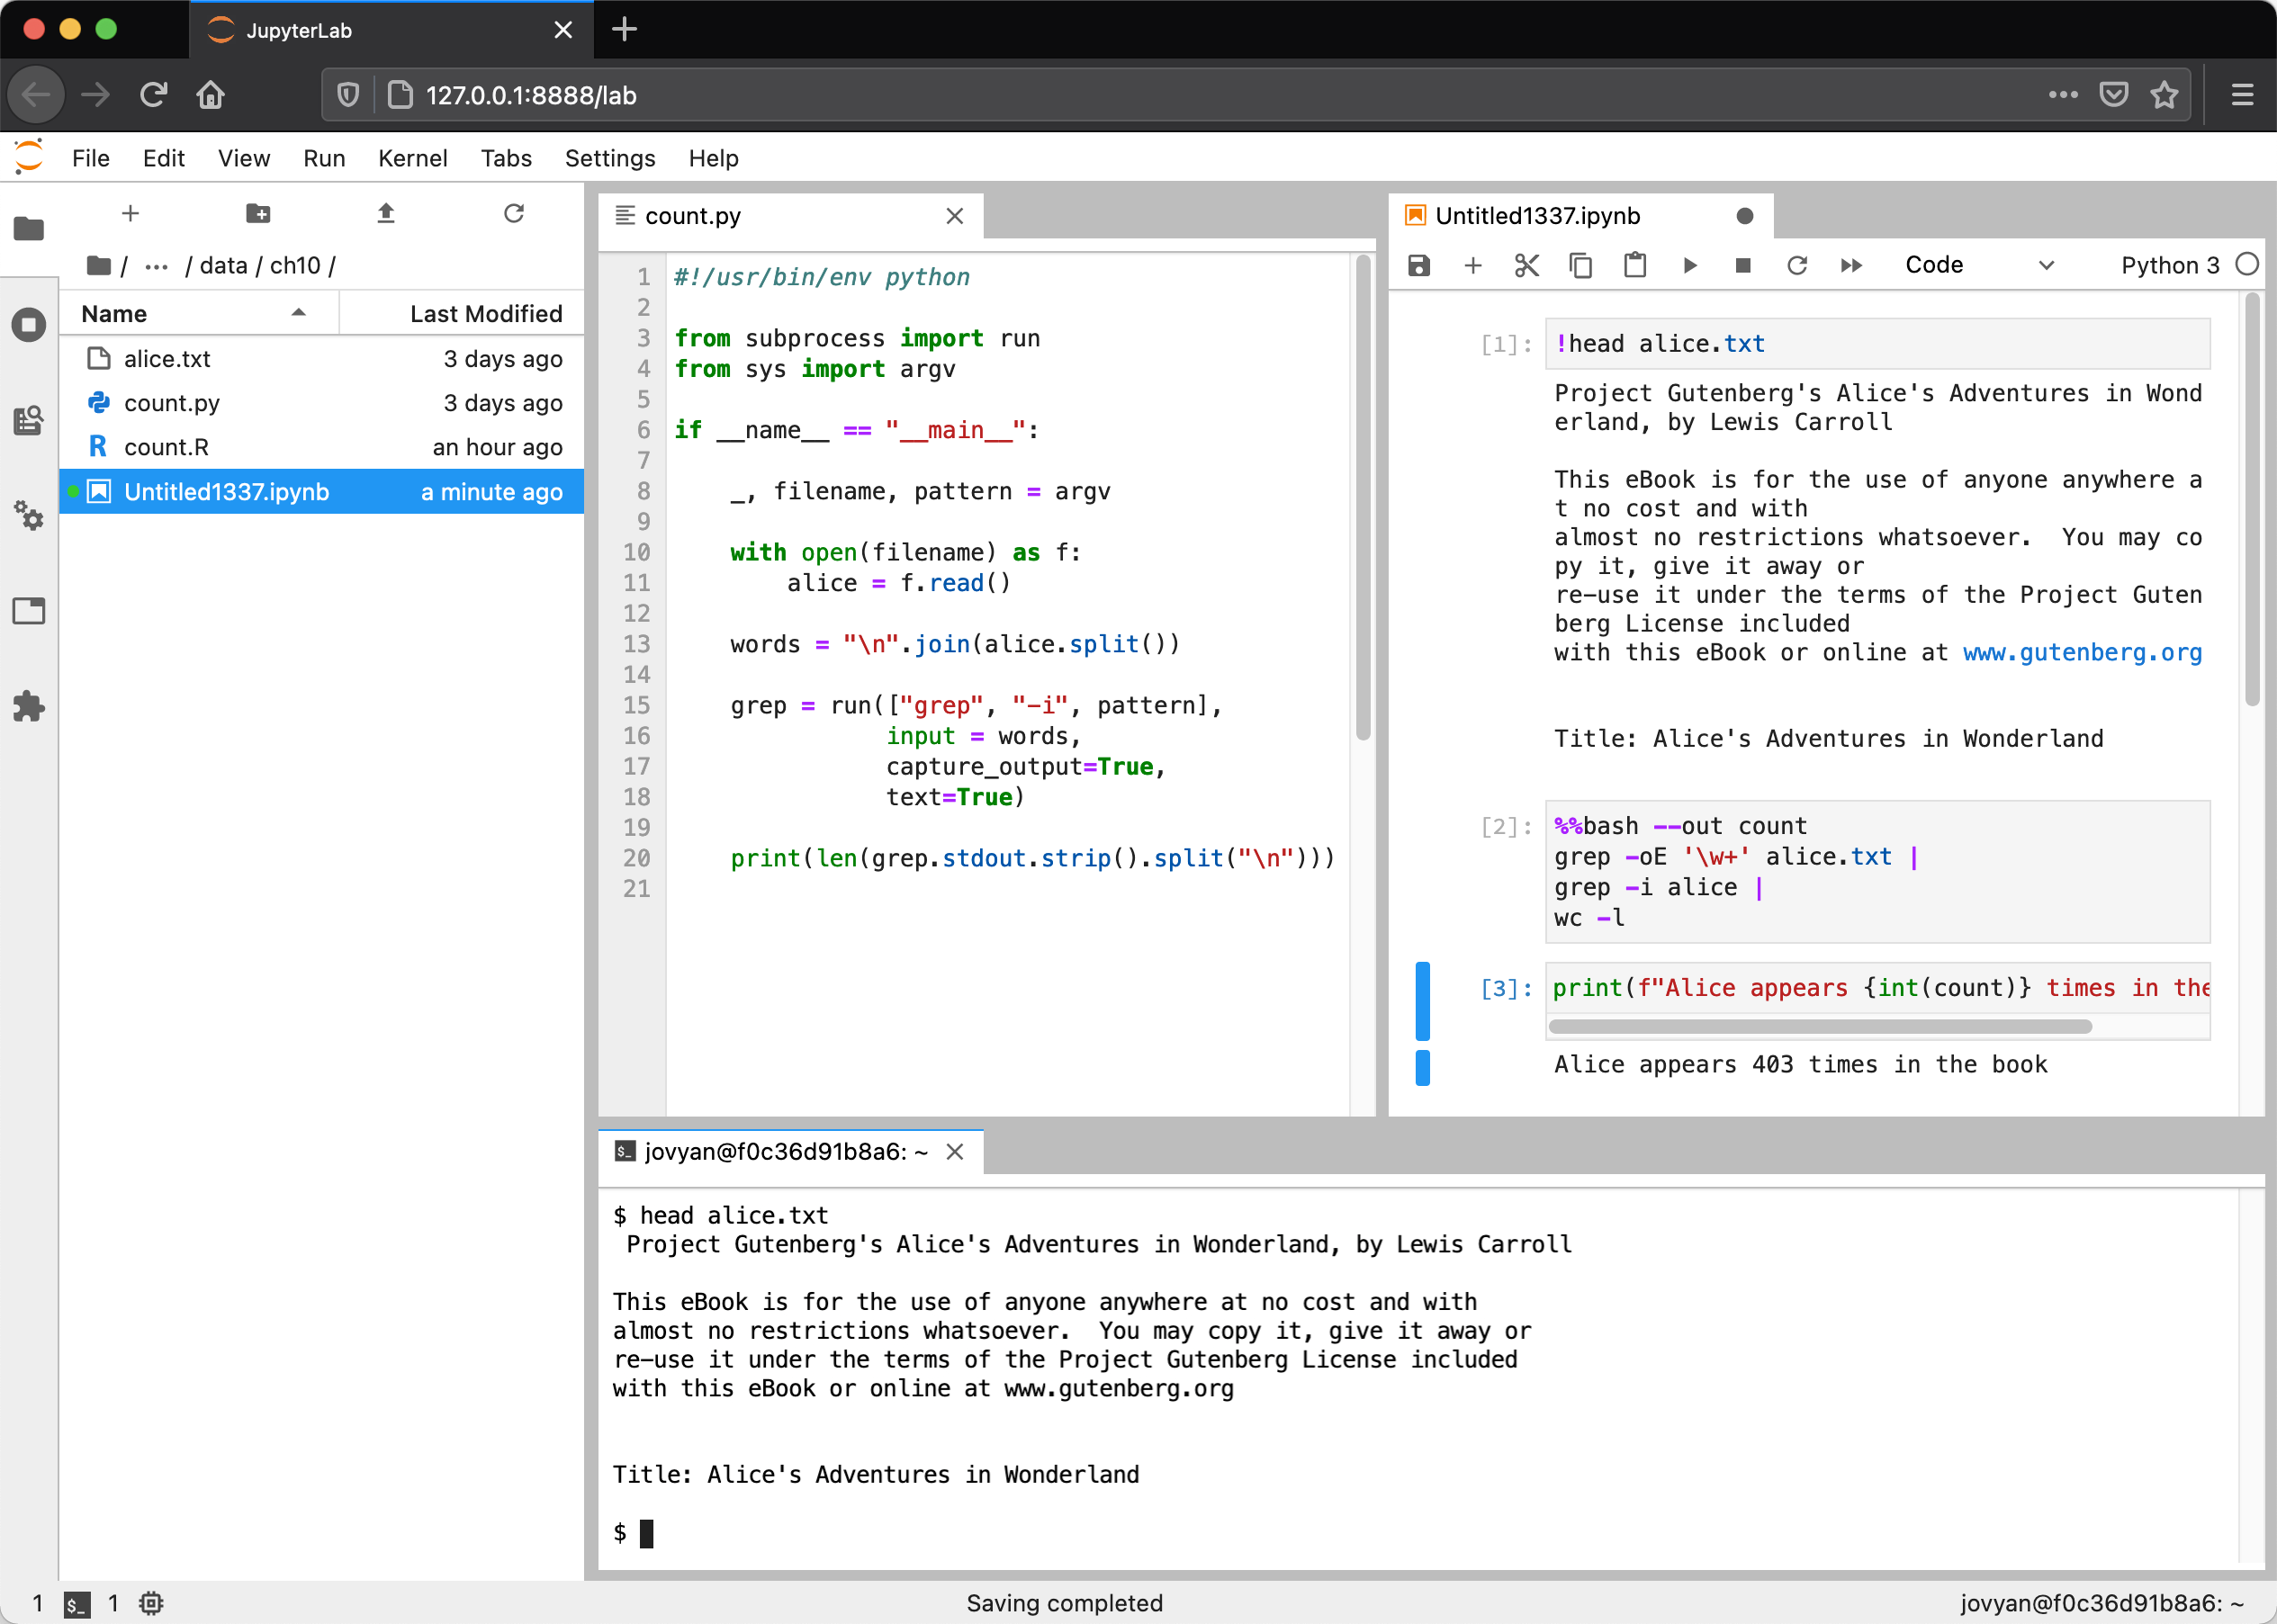 JupyterLab
127.0.0.1:8888/lab
File Edit View Run Kernel Tabs Settings Help
/ ... / data / ch10 /
Name Last Modified
alice.txt 3 days ago
count.py 3 days ago
count.R an hour ago
Untitled1337.ipynb a minute ago
count.py
1 #!/usr/bin/env python
2
3 from subprocess import run
4 from sys import argv
5
6 if __name__ == "__main__":
7
8 _, filename, pattern = argv
9
10 with open(filename) as f:
11 alice = f.read()
12
13 words = "\n".join(alice.split())
14
15 grep = run(["grep", "-i", pattern],
16 input = words,
17 capture_output=True,
18 text=True)
19
20 print(len(grep.stdout.strip().split("\n")))
21
Untitled1337.ipynb
Code Python 3
[1]: !head alice.txt
Project Gutenberg's Alice's Adventures in Wond
erland, by Lewis Carroll
This eBook is for the use of anyone anywhere a
t no cost and with
almost no restrictions whatsoever.  You may co
py it, give it away or
re-use it under the terms of the Project Guten
berg License included
with this eBook or online at www.gutenberg.org
Title: Alice's Adventures in Wonderland
[2]: %%bash --out count
grep -oE '\w+' alice.txt |
grep -i alice |
wc -l
[3]: print(f"Alice appears {int(count)} times in the
Alice appears 403 times in the book
$_ jovyan@f0c36d91b8a6: ~
$ head alice.txt
Project Gutenberg's Alice's Adventures in Wonderland, by Lewis Carroll
This eBook is for the use of anyone anywhere at no cost and with
almost no restrictions whatsoever.  You may copy it, give it away or
re-use it under the terms of the Project Gutenberg License included
with this eBook or online at www.gutenberg.org
Title: Alice's Adventures in Wonderland
$
1 $_ 1 Saving completed jovyan@f0c36d91b8a6: ~